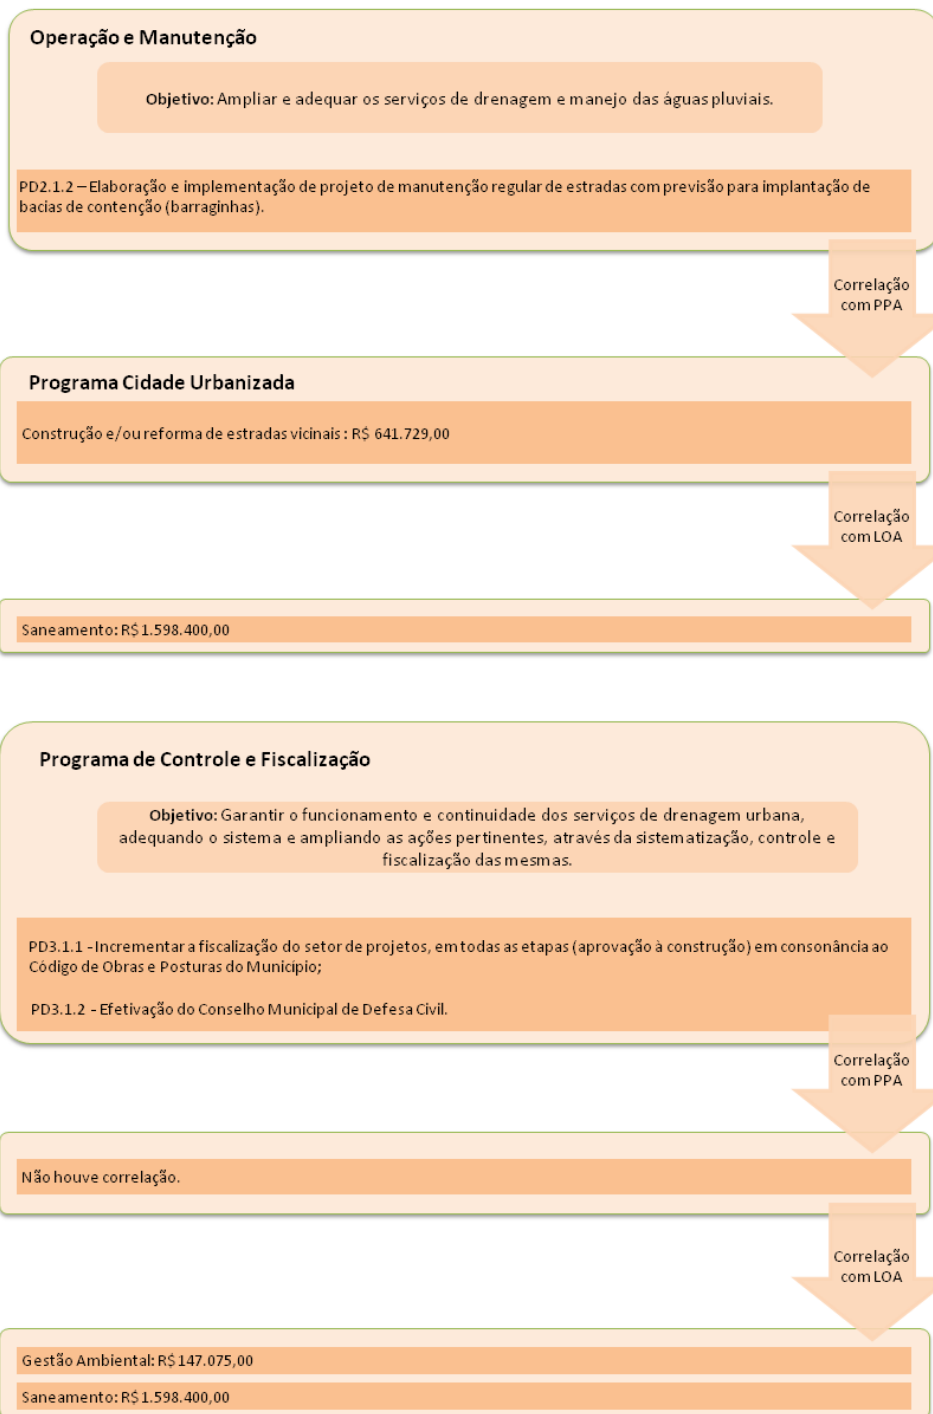 Operação e Manutenção
Objetivo: Ampliar e adequar os serviços de drenagem e manejo das águas pluviais.
PD2.1.2 – Elaboração e implementação de projeto de manutenção regular de estradas com previsão para implantação de
bacias de contenção (barraginhas).
Correlação
com PPA
Programa Cidade Urbanizada
Construção e/ou reforma de estradas vicinais : R$ 641.729,00
Correlação
com LOA
Saneamento: R$ 1.598.400,00
Programa de Controle e Fiscalização
Objetivo: Garantir o funcionamento e continuidade dos serviços de drenagem urbana,
adequando o sistema e ampliando as ações pertinentes, através da sistematização, controle e
fiscalização das mesmas.
PD3.1.1 - Incrementar a fiscalização do setor de projetos, em todas as etapas (aprovação à construção) em consonância ao
Código de Obras e Posturas do Município;
PD3.1.2 - Efetivação do Conselho Municipal de Defesa Civil.
Correlação
com PPA
Não houve correlação.
Correlação
com LOA
Gestão Ambiental: R$ 147.075,00
Saneamento: R$ 1.598.400,00